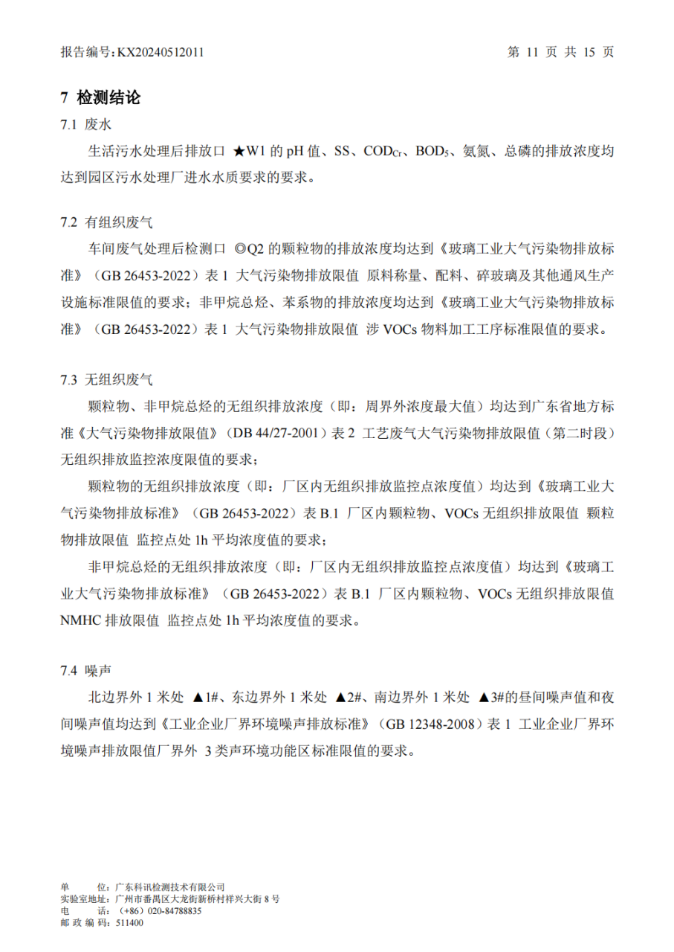 报告编号:KX20240512011
第 11 页 共 15 页
7 检测结论
7.1 废水
生活污水处理后排放口 ★W1 的 pH 值、SS、CODCr、BOD5、氨氮、总磷的排放浓度均
达到园区污水处理厂进水水质要求的要求。
7.2 有组织废气
车间废气处理后检测口 ◎Q2 的颗粒物的排放浓度均达到《玻璃工业大气污染物排放标
准》（GB 26453-2022）表 1 大气污染物排放限值 原料称量、配料、碎玻璃及其他通风生产
设施标准限值的要求；非甲烷总烃、苯系物的排放浓度均达到《玻璃工业大气污染物排放标
准》（GB 26453-2022）表 1 大气污染物排放限值 涉 VOCs 物料加工工序标准限值的要求。
7.3 无组织废气
颗粒物、非甲烷总烃的无组织排放浓度（即：周界外浓度最大值）均达到广东省地方标
准《大气污染物排放限值》（DB 44/27-2001）表 2 工艺废气大气污染物排放限值（第二时段）
无组织排放监控浓度限值的要求；
颗粒物的无组织排放浓度（即：厂区内无组织排放监控点浓度值）均达到《玻璃工业大
气污染物排放标准》（GB 26453-2022）表 B.1 厂区内颗粒物、VOCs 无组织排放限值 颗粒
物排放限值 监控点处 1h 平均浓度值的要求；
非甲烷总烃的无组织排放浓度（即：厂区内无组织排放监控点浓度值）均达到《玻璃工
业大气污染物排放标准》（GB 26453-2022）表 B.1 厂区内颗粒物、VOCs 无组织排放限值
NMHC 排放限值 监控点处 1h 平均浓度值的要求。
7.4 噪声
北边界外 1 米处 ▲1#、东边界外 1 米处 ▲2#、南边界外 1 米处 ▲3#的昼间噪声值和夜
间噪声值均达到《工业企业厂界环境噪声排放标准》（GB 12348-2008）表 1 工业企业厂界环
境噪声排放限值厂界外 3 类声环境功能区标准限值的要求。
单 位：广东科讯检测技术有限公司
实验室地址：广州市番禺区大龙街新桥村祥兴大街 8 号
电 话：（+86）020-84788835
邮 政 编 码：511400